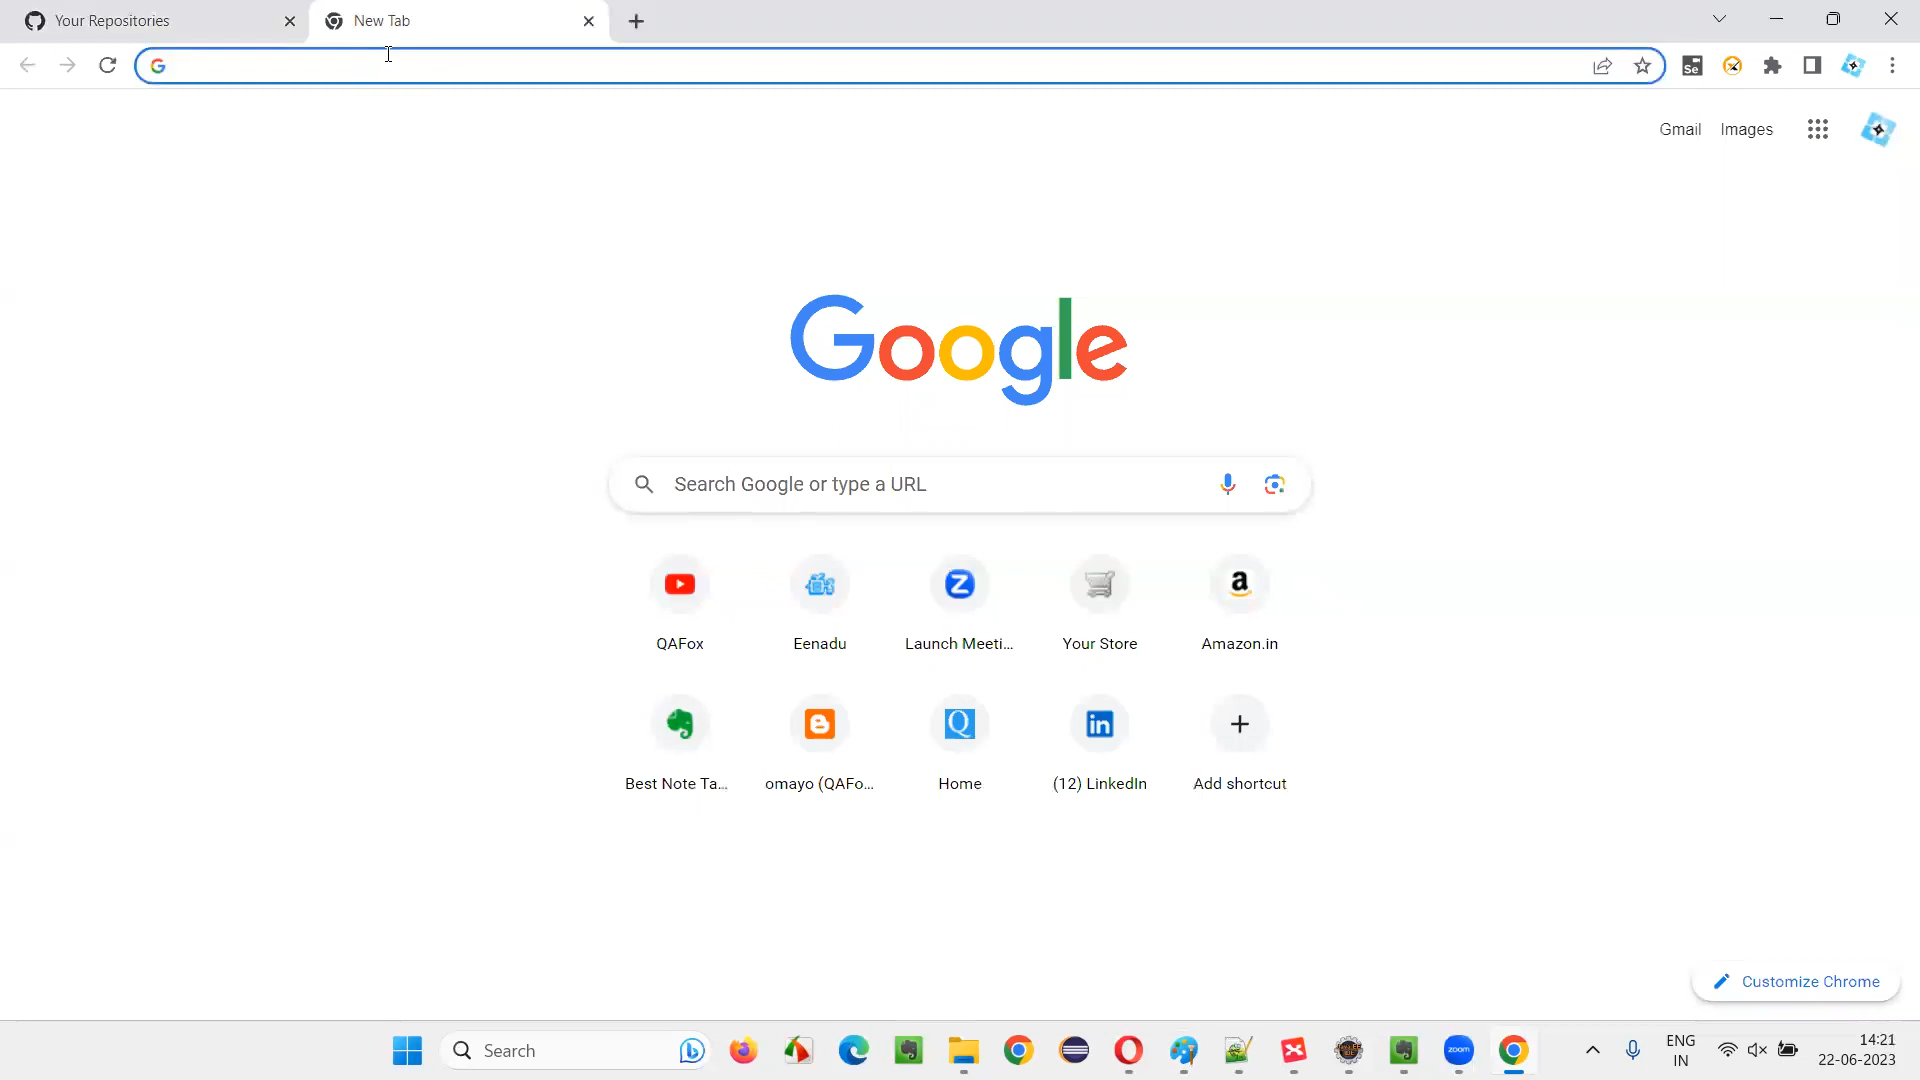 Your Repositories
New Tab
Se
Gmail
Images
Google
Search Google or type a URL
QAFox
Eenadu
Launch Meeti...
Your Store
Amazon.in
Best Note Ta...
omayo (QAFo...
Home
(12) LinkedIn
Add shortcut
Customize Chrome
Search
zoom
ENG
IN
14:21
22-06-2023